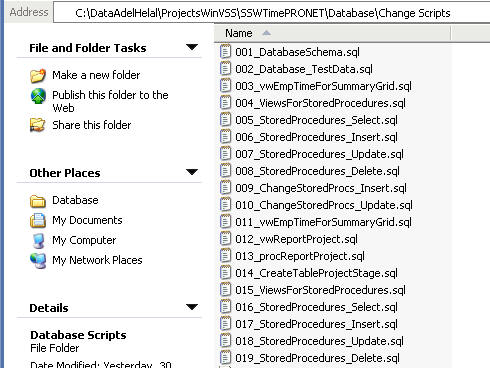 Address C:\DataAdelHelal\ProjectsWinVSS\SSWTimePRONET\Database\Change Scripts
File and Folder Tasks
Make a new folder
Publish this folder to the
Web
Share this folder
Other Places
Database
My Documents
My Computer
My Network Places
Details
Database Scripts
File Folder
Date Modified: Yesterday, 30
Name
001_DatabaseSchema.sql
002_Database_TestData.sql
003_vwEmpTimeForSummaryGrid.sql
004_ViewsForStoredProcedures.sql
005_StoredProcedures_Select.sql
006_StoredProcedures_Insert.sql
007_StoredProcedures_Update.sql
008_StoredProcedures_Delete.sql
009_ChangeStoredProcs_Insert.sql
010_ChangeStoredProcs_Update.sql
011_vwEmpTimeForSummaryGrid.sql
012_vwReportProject.sql
013_procReportProject.sql
014_CreateTableProjectStage.sql
015_ViewsForStoredProcedures.sql
016_StoredProcedures_Select.sql
017_StoredProcedures_Insert.sql
018_StoredProcedures_Update.sql
019_StoredProcedures_Delete.sql